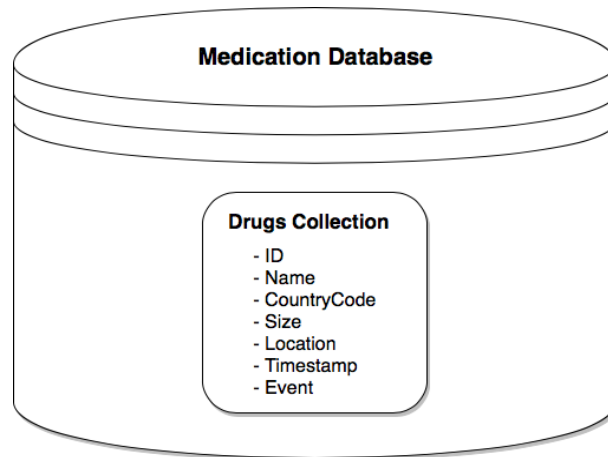 Medication Database
Drugs Collection
- ID
- Name
- CountryCode
- Size
- Location
- Timestamp
- Event